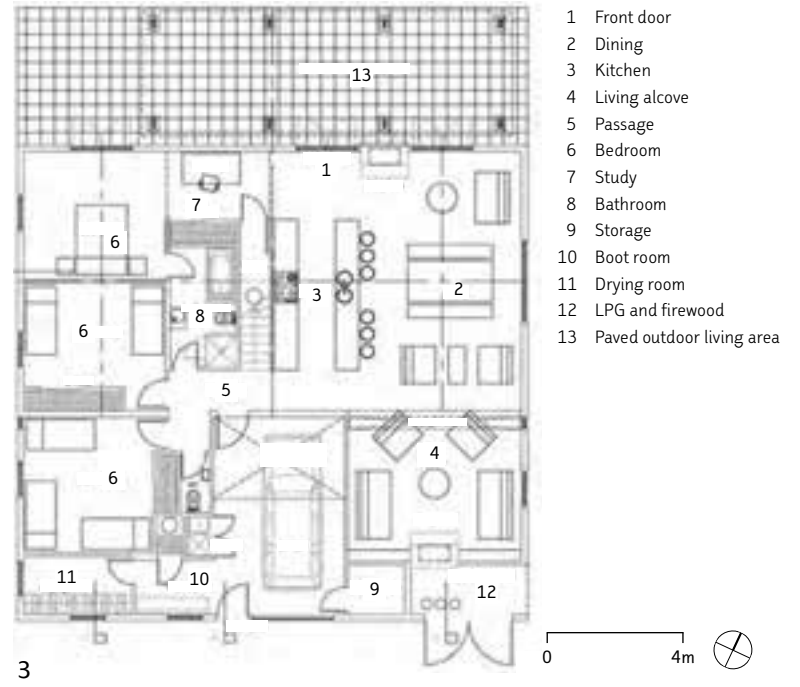 1 Front door
2 Dining
3 Kitchen
4 Living alcove
5 Passage
6 Bedroom
7 Study
8 Bathroom
9 Storage
10 Boot room
11 Drying room
12 LPG and firewood
13 Paved outdoor living area
13
1
7
6
2
3
8
6
5
4
6
11
10
9
12
0 4m
3